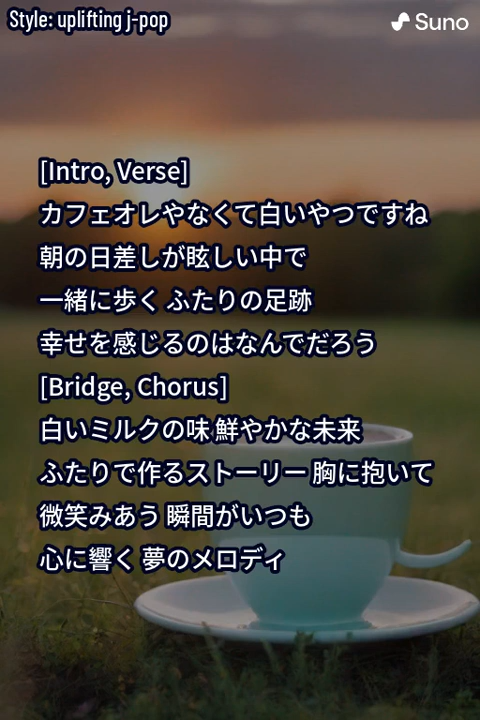 Style: uplifting j-pop
Suno
[Intro, Verse]
カフェオレやなくて白いやつですね
朝の日差しが眩しい中で
一緒に歩く ふたりの足跡
幸せを感じるのはなんでだろう
[Bridge, Chorus]
白いミルクの味 鮮やかな未来
ふたりで作るストーリー 胸に抱いて
微笑みあう 瞬間がいつも
心に響く 夢のメロディ